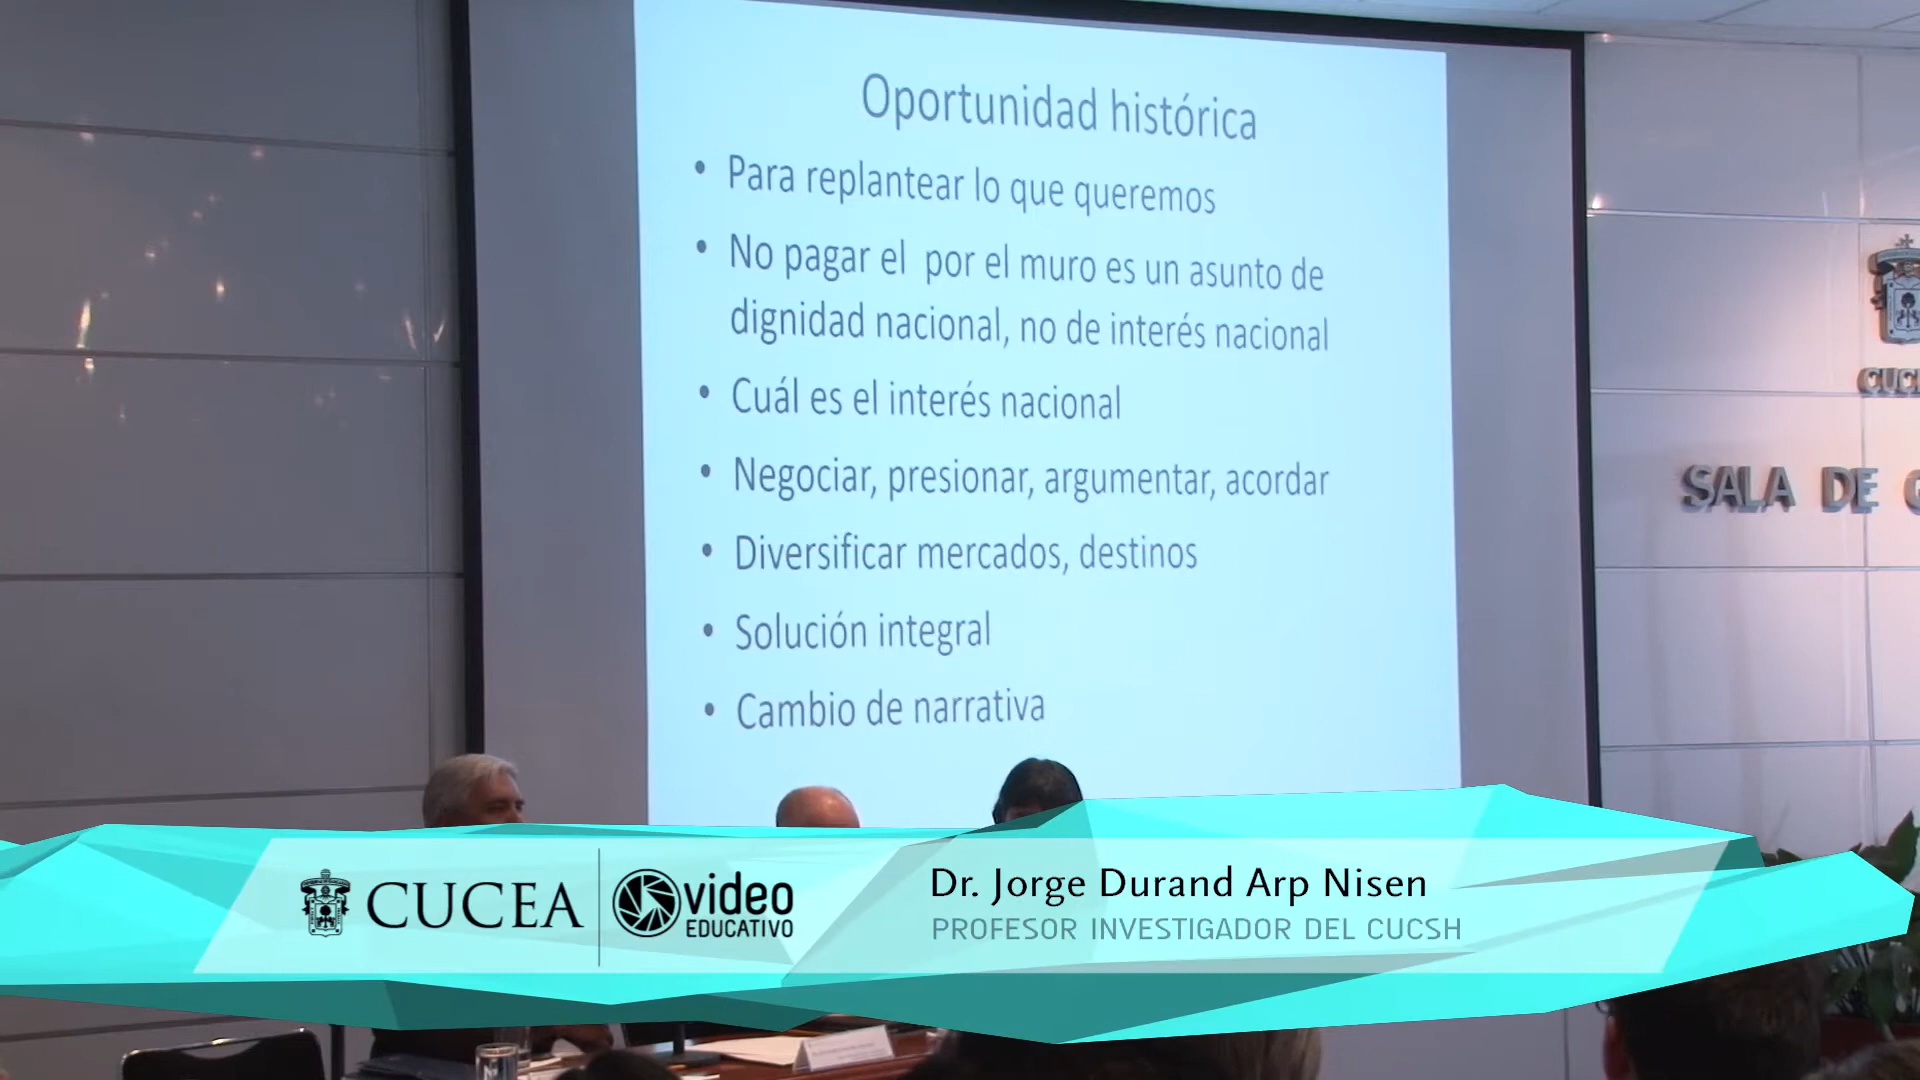 Oportunidad histórica
• Para replantear lo que queremos
• No pagar el  por el muro es un asunto de
dignidad nacional, no de interés nacional
• Cuál es el interés nacional
• Negociar, presionar, argumentar, acordar
• Diversificar mercados, destinos
• Solución integral
• Cambio de narrativa
SALA DE
CUCEA
video
EDUCATIVO
Dr. Jorge Durand Arp Nisen
PROFESOR INVESTIGADOR DEL CUCSH